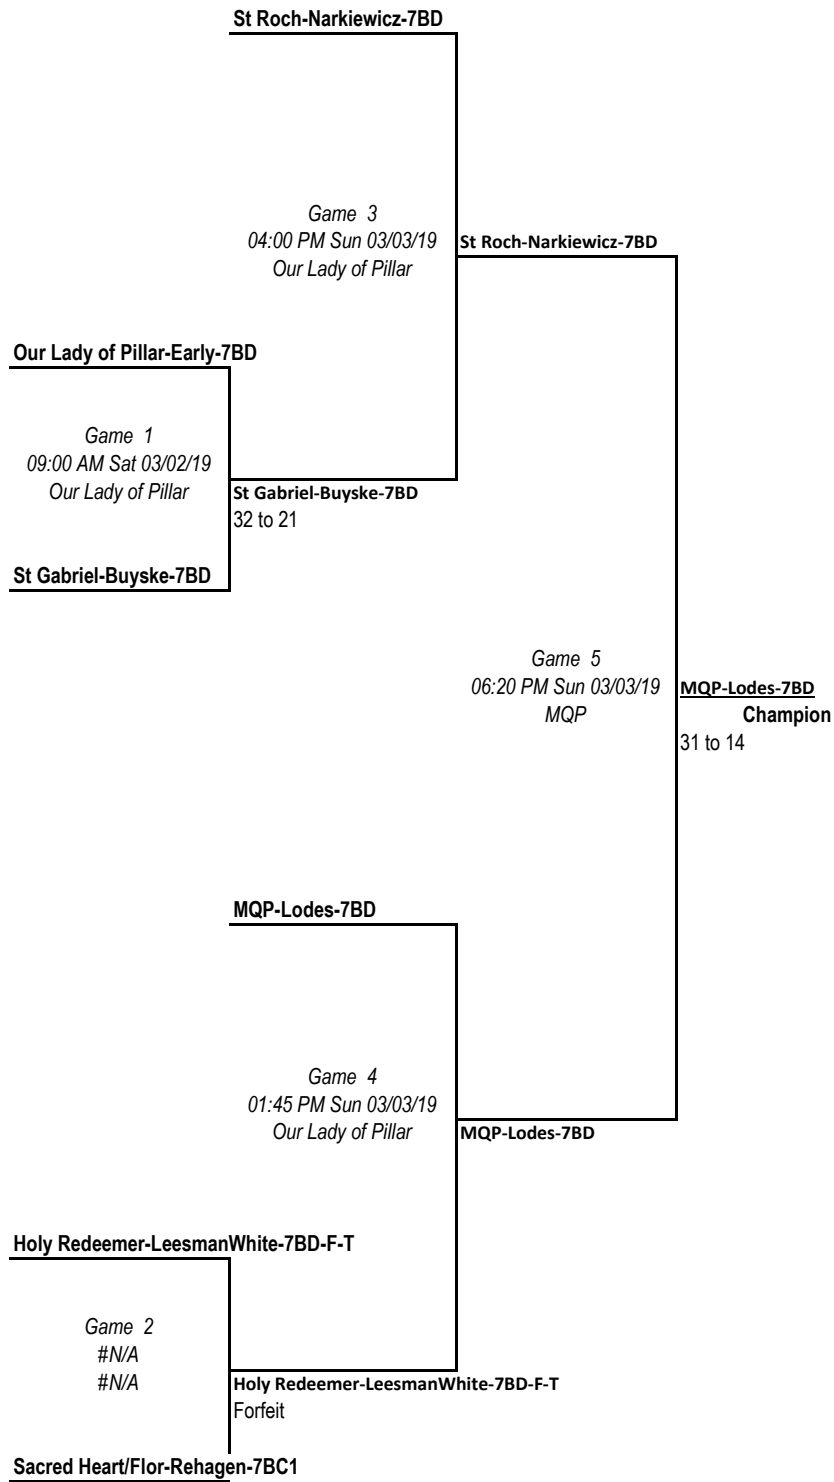 St Roch-Narkiewicz-7BD
Game 3
04:00 PM Sun 03/03/19
Our Lady of Pillar
St Roch-Narkiewicz-7BD
Our Lady of Pillar-Early-7BD
Game 1
09:00 AM Sat 03/02/19
Our Lady of Pillar
St Gabriel-Buyske-7BD
32 to 21
St Gabriel-Buyske-7BD
Game 5
06:20 PM Sun 03/03/19
MQP
MQP-Lodes-7BD
Champion
31 to 14
MQP-Lodes-7BD
Game 4
01:45 PM Sun 03/03/19
Our Lady of Pillar
MQP-Lodes-7BD
Holy Redeemer-LeesmanWhite-7BD-F-T
Game 2
#N/A
#N/A
Holy Redeemer-LeesmanWhite-7BD-F-T
Forfeit
Sacred Heart/Flor-Rehagen-7BC1